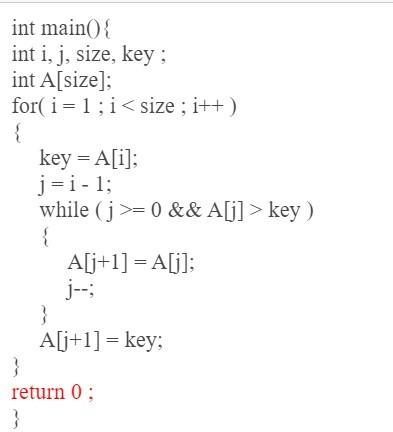 int main(){
int i, j, size, key ;
int A[size];
for( i = 1 ; i < size ; i++ )
{
key = A[i];
j = i - 1;
while ( j >= 0 && A[j] > key )
{
A[j+1] = A[j];
j--;
}
A[j+1] = key;
}
return 0 ;
}